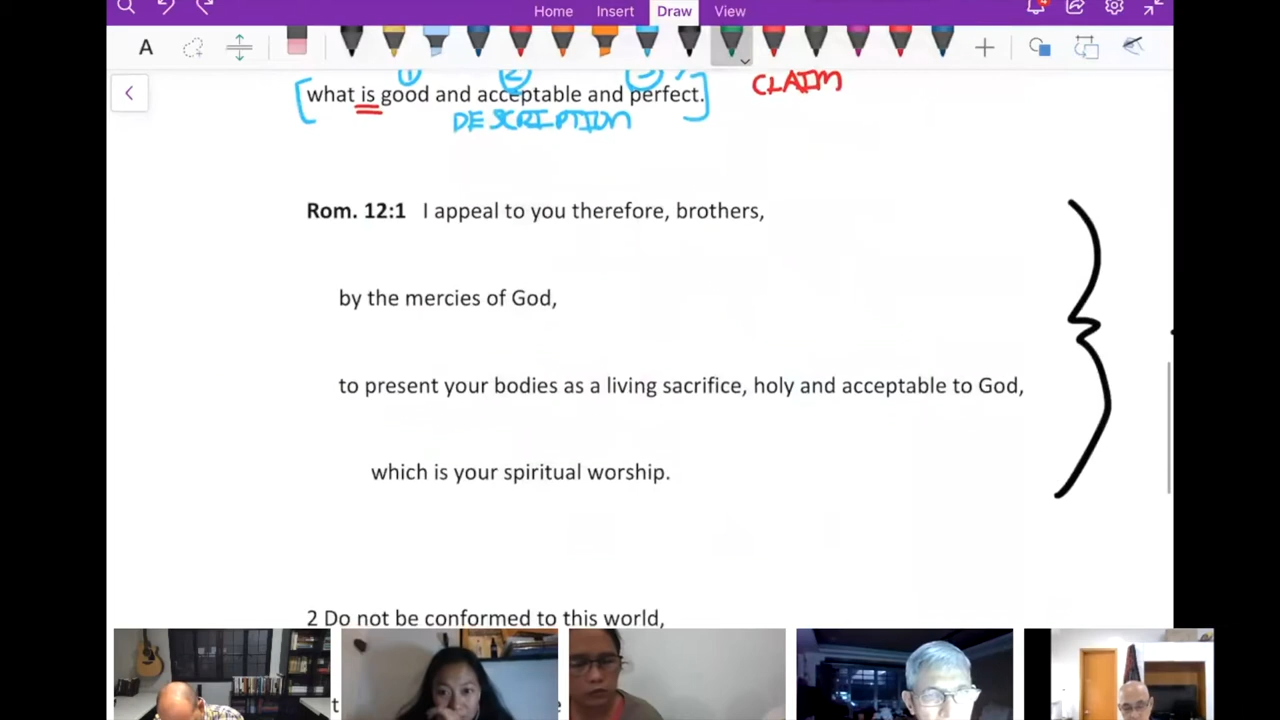 Home Insert Draw View
A
① ②
what is good and acceptable and perfect. CLAIM
DESCRIPTION
Rom. 12:1 I appeal to you therefore, brothers,
by the mercies of God,
to present your bodies as a living sacrifice, holy and acceptable to God,
which is your spiritual worship.
2 Do not be conformed to this world,